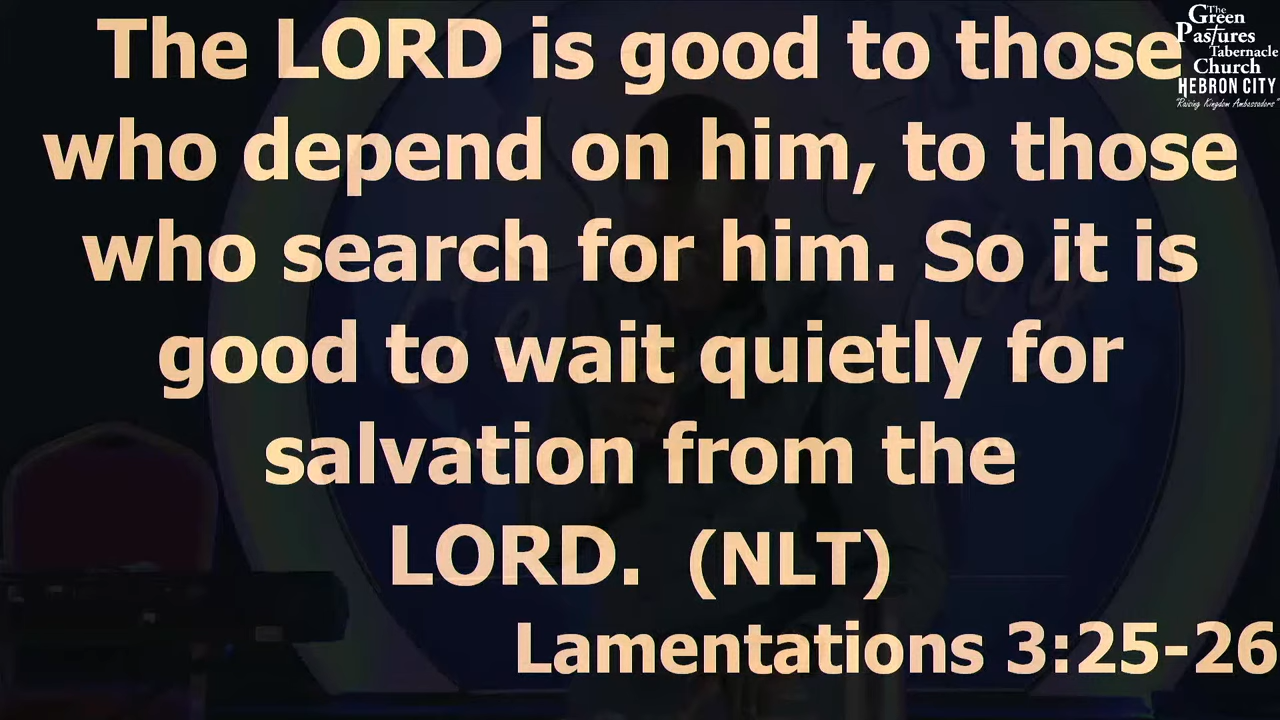 The LORD is good to those
who depend on him, to those
who search for him. So it is
good to wait quietly for
salvation from the
LORD. (NLT)
Lamentations 3:25-26
The
Green
Pastures
Tabernacle
Church
HEBRON CITY
"Raising Kingdom Ambassadors"